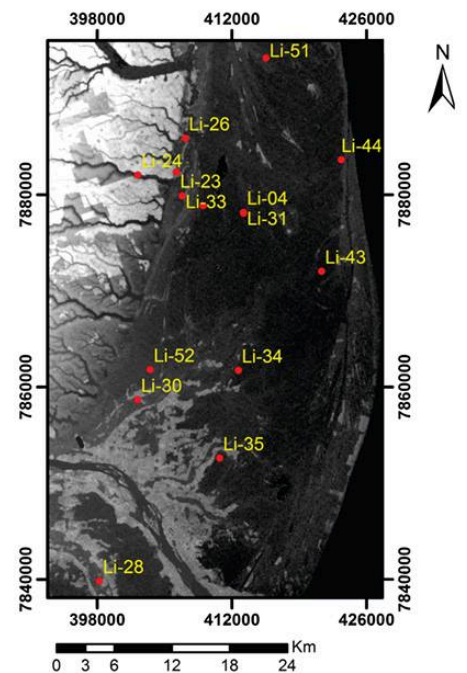 398000 412000 426000
N
Li-51
Li-26
Li-44
Li-24
7880000 Li-23 7880000
Li-33 Li-04
Li-31
Li-43
Li-52 Li-34
7860000 7860000
Li-30
Li-35
Li-28
7840000 7840000
398000 412000 426000
Km
0 3 6 12 18 24